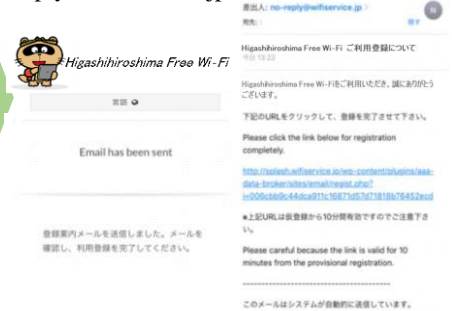 Higashihiroshima Free Wi-Fi
言語
Email has been sent
登録案内メールを送信しました。メールを
確認し、利用登録を完了してください。
差出人: no-reply@wifiservice.jp
宛先:
Higashihiroshima Free Wi-Fi ご利用登録について
今日 13:22
Higashihiroshima Free Wi-Fiをご利用いただき、誠にありがとう
ございます。
下記のURLをクリックして、登録を完了させて下さい。
Please click the link below for registration
completely.
http://splash.wifiservice.jp/wp-content/plugins/aaa-
data-broker/sites/email/regist.php?
i=006cbb9c44dca911c16871d57d71818b76452ecd
●上記URLは仮登録から10分間有効ですのでご注意下さ
い。
Please careful because the link is valid for 10
minutes from the provisional registration.
----------------------------------------
このメールはシステムが自動的に送信しています。